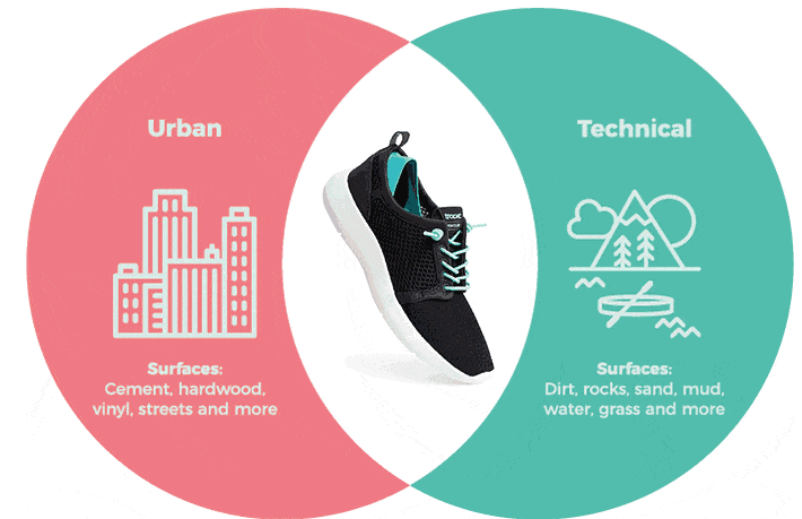 Urban
Surfaces:
Cement, hardwood,
vinyl, streets and more
Technical
Surfaces:
Dirt, rocks, sand, mud,
water, grass and more